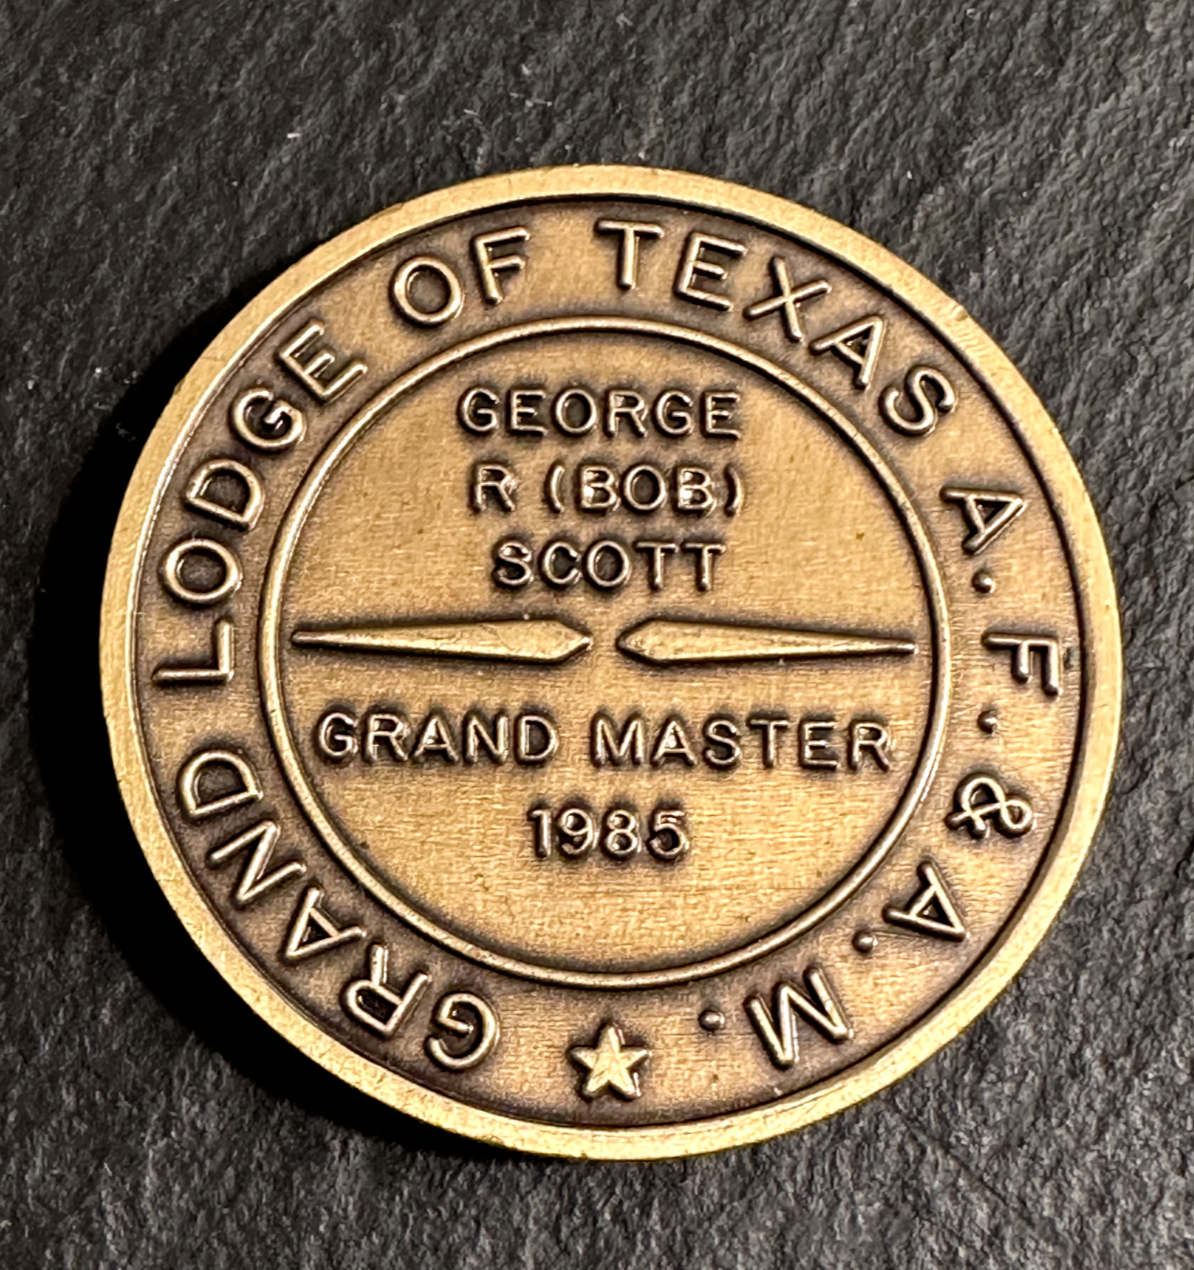 GRAND LODGE OF TEXAS A.F.&A.M.
GEORGE
R (BOB)
SCOTT
GRAND MASTER
1985